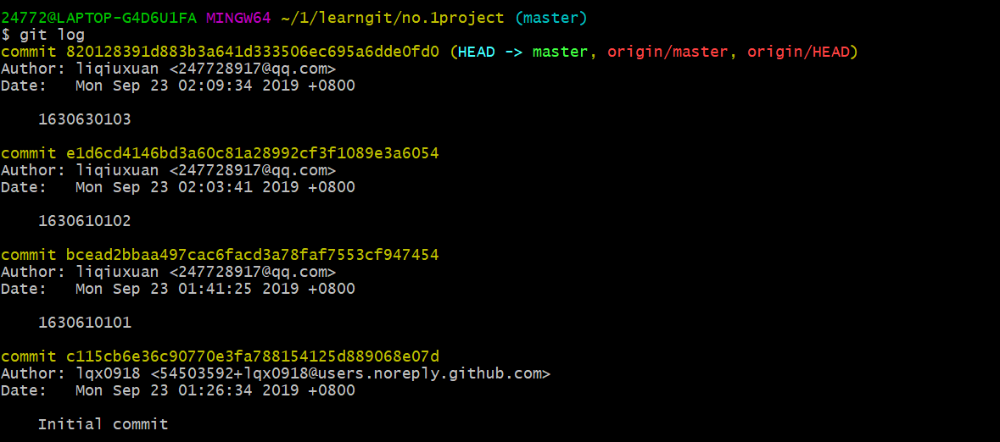 24772@LAPTOP-G4D6U1FA MINGW64 ~/1/learngit/no.1project (master)
$ git log
commit 820128391d883b3a641d333506ec695a6dde0fd0 (HEAD -> master, origin/master, origin/HEAD)
Author: liqiuxuan <247728917@qq.com>
Date:   Mon Sep 23 02:09:34 2019 +0800
1630630103
commit e1d6cd4146bd3a60c81a28992cf3f1089e3a6054
Author: liqiuxuan <247728917@qq.com>
Date:   Mon Sep 23 02:03:41 2019 +0800
1630610102
commit bcead2bbaa497cac6facd3a78faf7553cf947454
Author: liqiuxuan <247728917@qq.com>
Date:   Mon Sep 23 01:41:25 2019 +0800
1630610101
commit c115cb6e36c90770e3fa788154125d889068e07d
Author: lqx0918 <54503592+lqx0918@users.noreply.github.com>
Date:   Mon Sep 23 01:26:34 2019 +0800
Initial commit